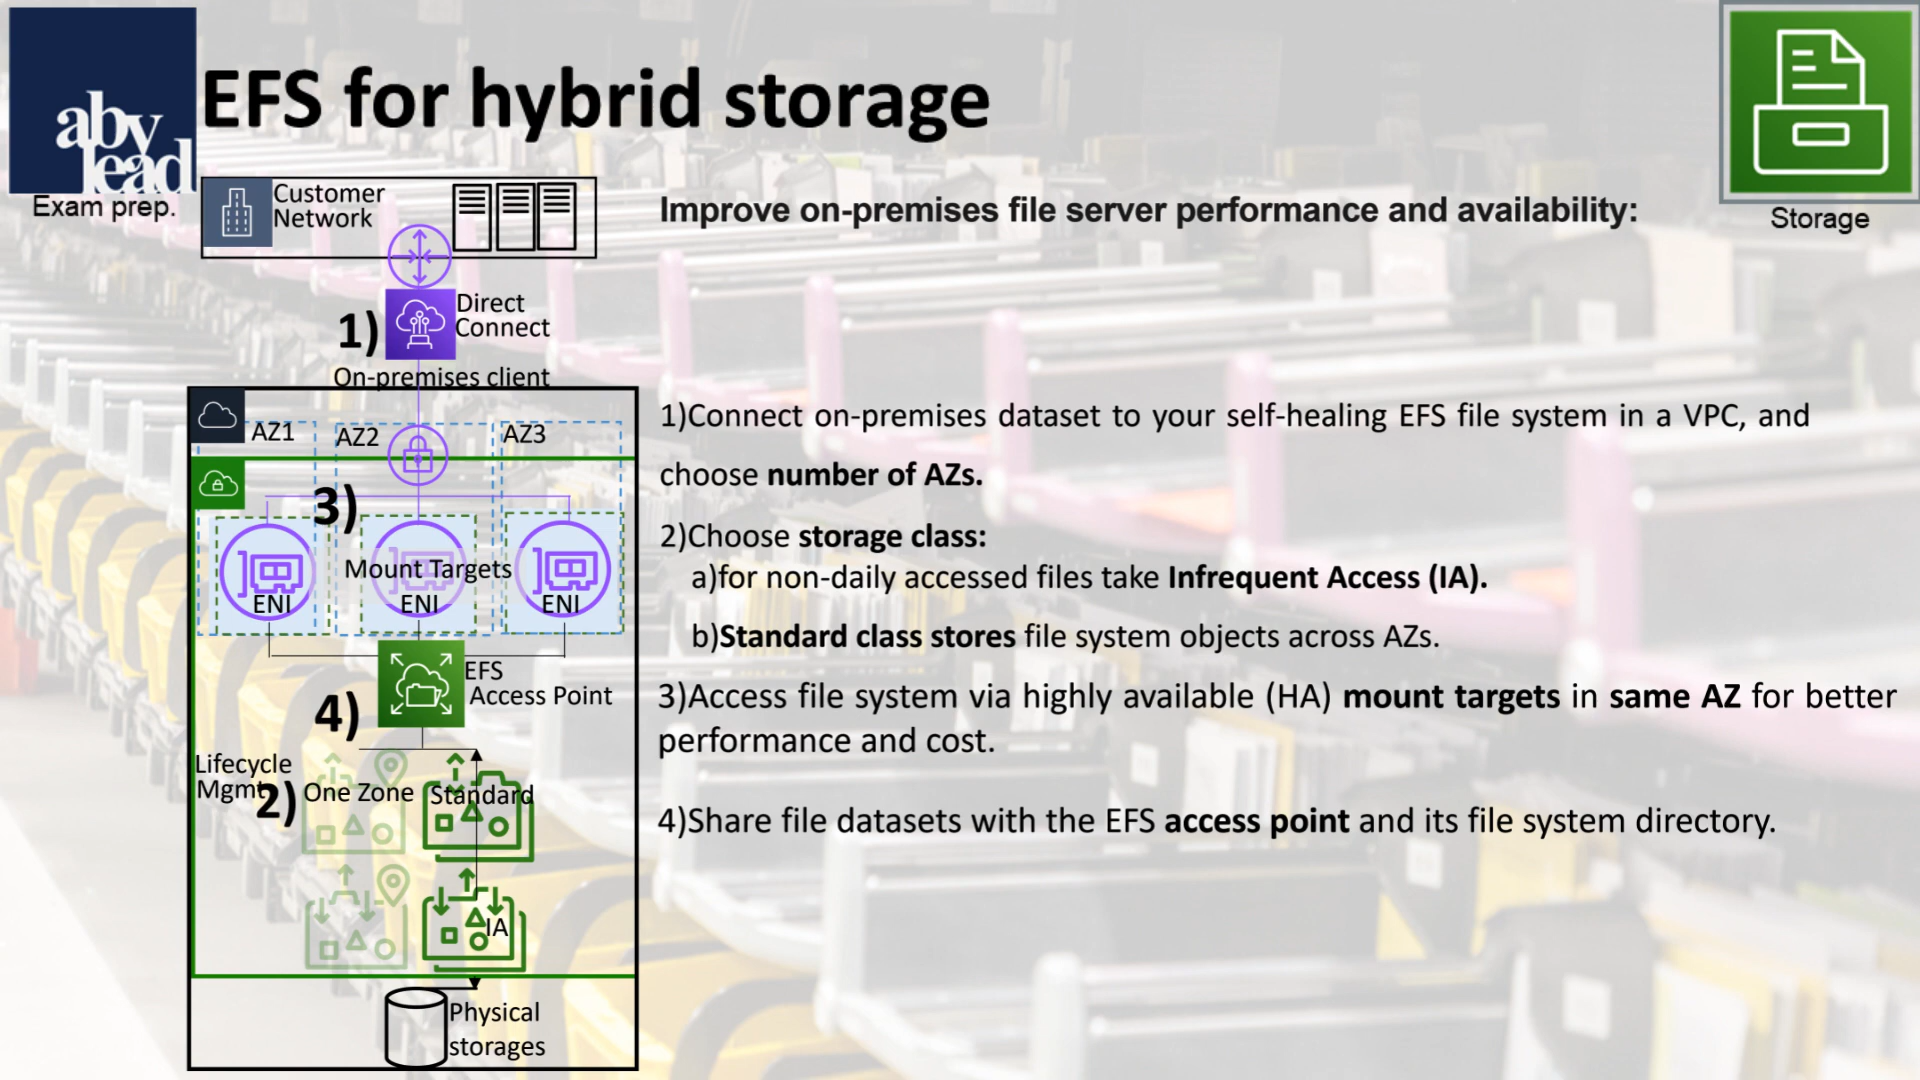 aby
lead
Exam prep.
EFS for hybrid storage
Storage
Improve on-premises file server performance and availability:
Customer
Network
1)
Direct
Connect
On-premises client
AZ1
AZ2
AZ3
3)
Mount Targets
ENI
ENI
ENI
EFS
Access Point
4)
Lifecycle
Mgmt
2)
One Zone
Standard
IA
Physical
storages
1)Connect on-premises dataset to your self-healing EFS file system in a VPC, and
choose number of AZs.
2)Choose storage class:
a)for non-daily accessed files take Infrequent Access (IA).
b)Standard class stores file system objects across AZs.
3)Access file system via highly available (HA) mount targets in same AZ for better
performance and cost.
4)Share file datasets with the EFS access point and its file system directory.